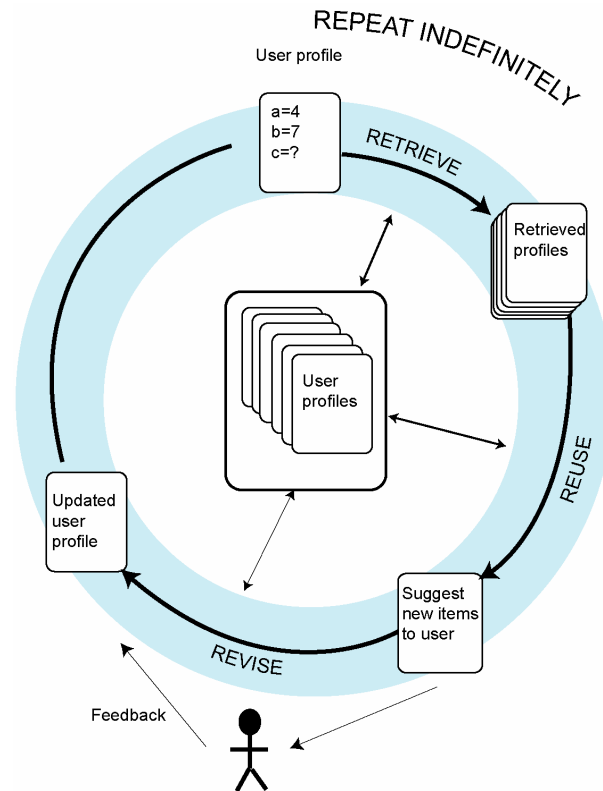 REPEAT INDEFINITELY
User profile
a=4
b=7
c=?
RETRIEVE
Retrieved
profiles
User
profiles
REUSE
Updated
user
profile
Suggest
new items
to user
REVISE
Feedback